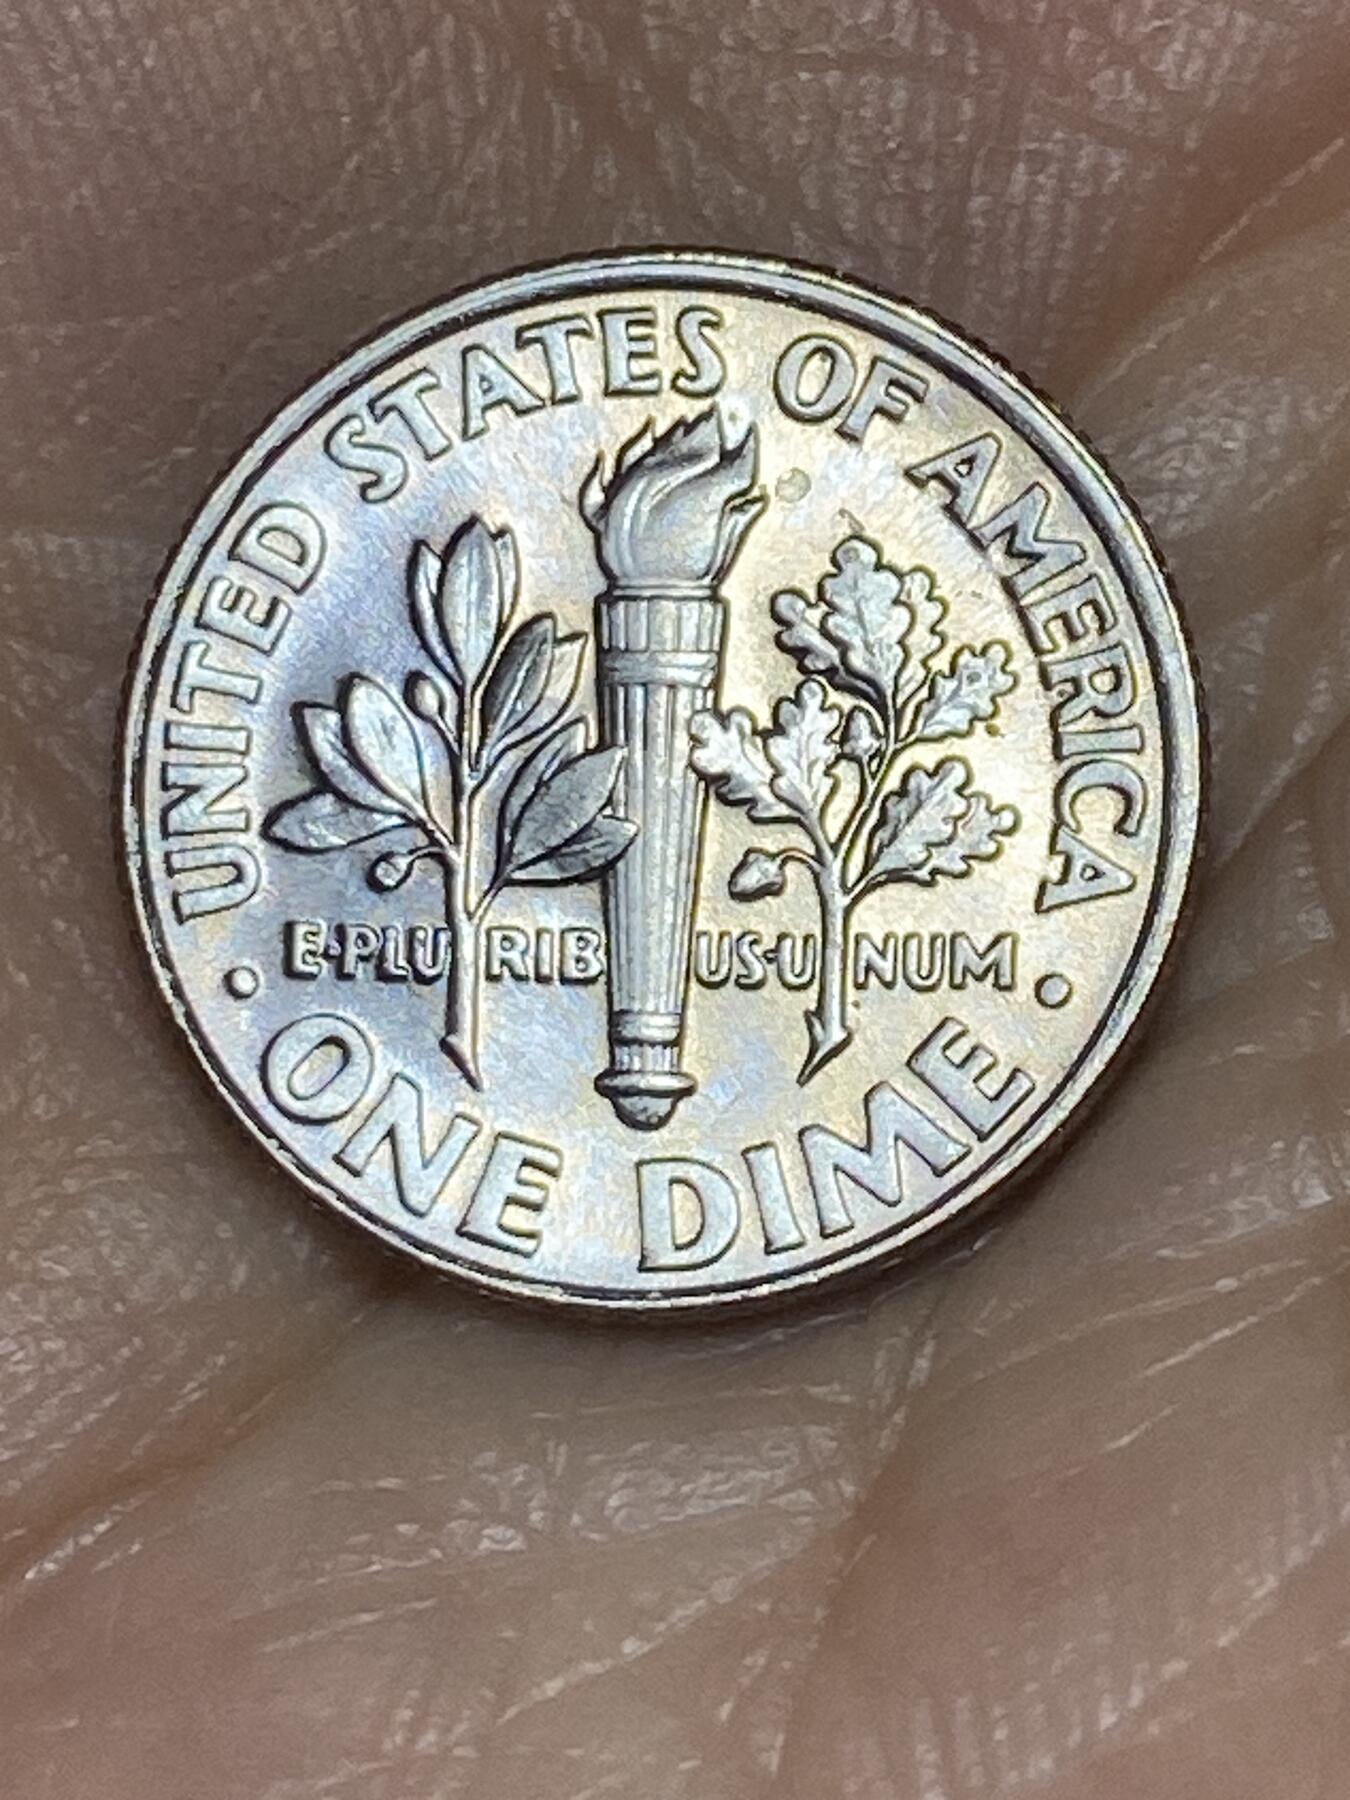 UNITED STATES OF AMERICA
E·PLURIBUS·UNUM
· ONE DIME ·